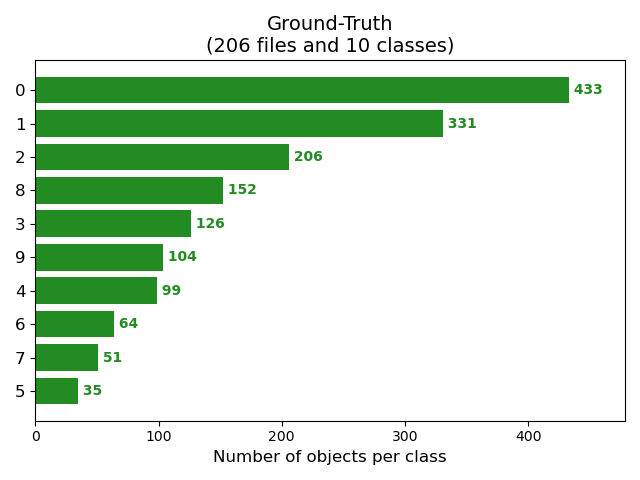 Ground-Truth
(206 files and 10 classes)
0 433
1 331
2 206
8 152
3 126
9 104
4 99
6 64
7 51
5 35
0 100 200 300 400
Number of objects per class